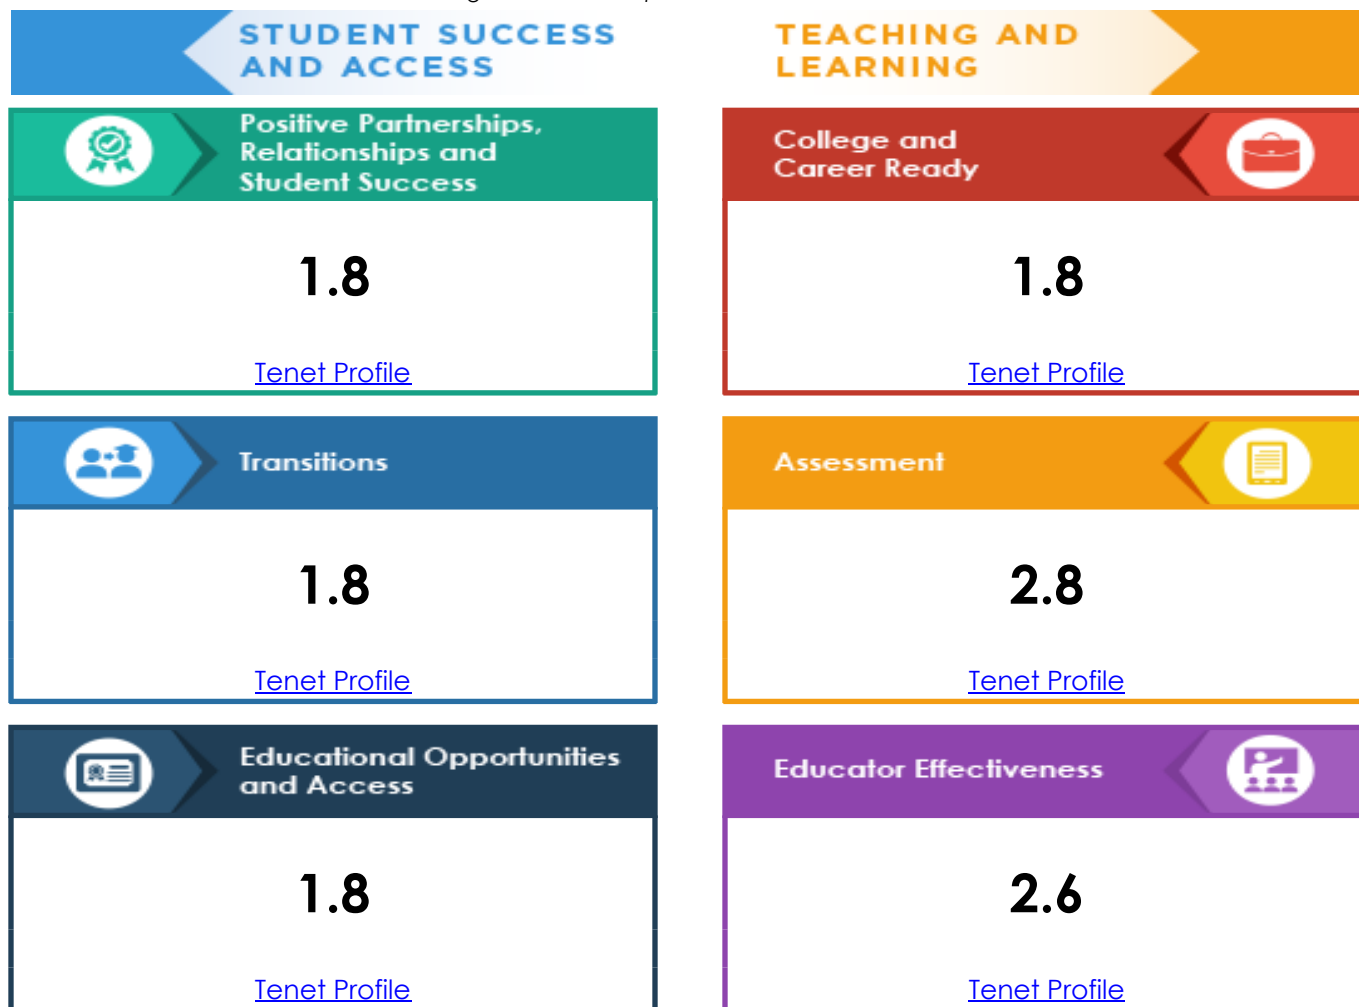 STUDENT SUCCESS
AND ACCESS
Positive Partnerships,
Relationships and
Student Success
1.8
Tenet Profile
Transitions
1.8
Tenet Profile
Educational Opportunities
and Access
1.8
Tenet Profile
TEACHING AND
LEARNING
College and
Career Ready
1.8
Tenet Profile
Assessment
2.8
Tenet Profile
Educator Effectiveness
2.6
Tenet Profile